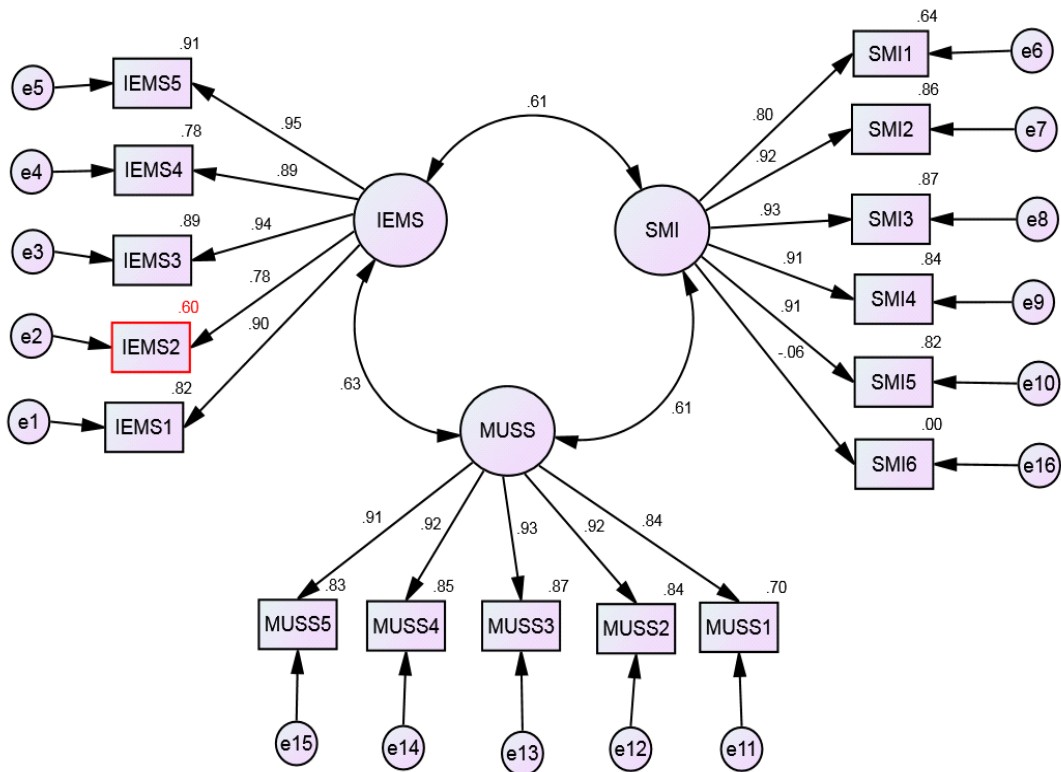 .91
e5
IEMS5
.95
.78
e4
IEMS4
.89
.89
e3
IEMS3
.94
.60
e2
IEMS2
.78
.82
e1
IEMS1
.90
IEMS
.61
SMI
.63
.61
MUSS
.64
.80
SMI1
e6
.86
.92
SMI2
e7
.87
.93
SMI3
e8
.84
.91
SMI4
e9
.82
.91
SMI5
e10
.00
-.06
SMI6
e16
.91
.92
.93
.92
.84
.83
.85
.87
.84
.70
MUSS5
MUSS4
MUSS3
MUSS2
MUSS1
e15
e14
e13
e12
e11